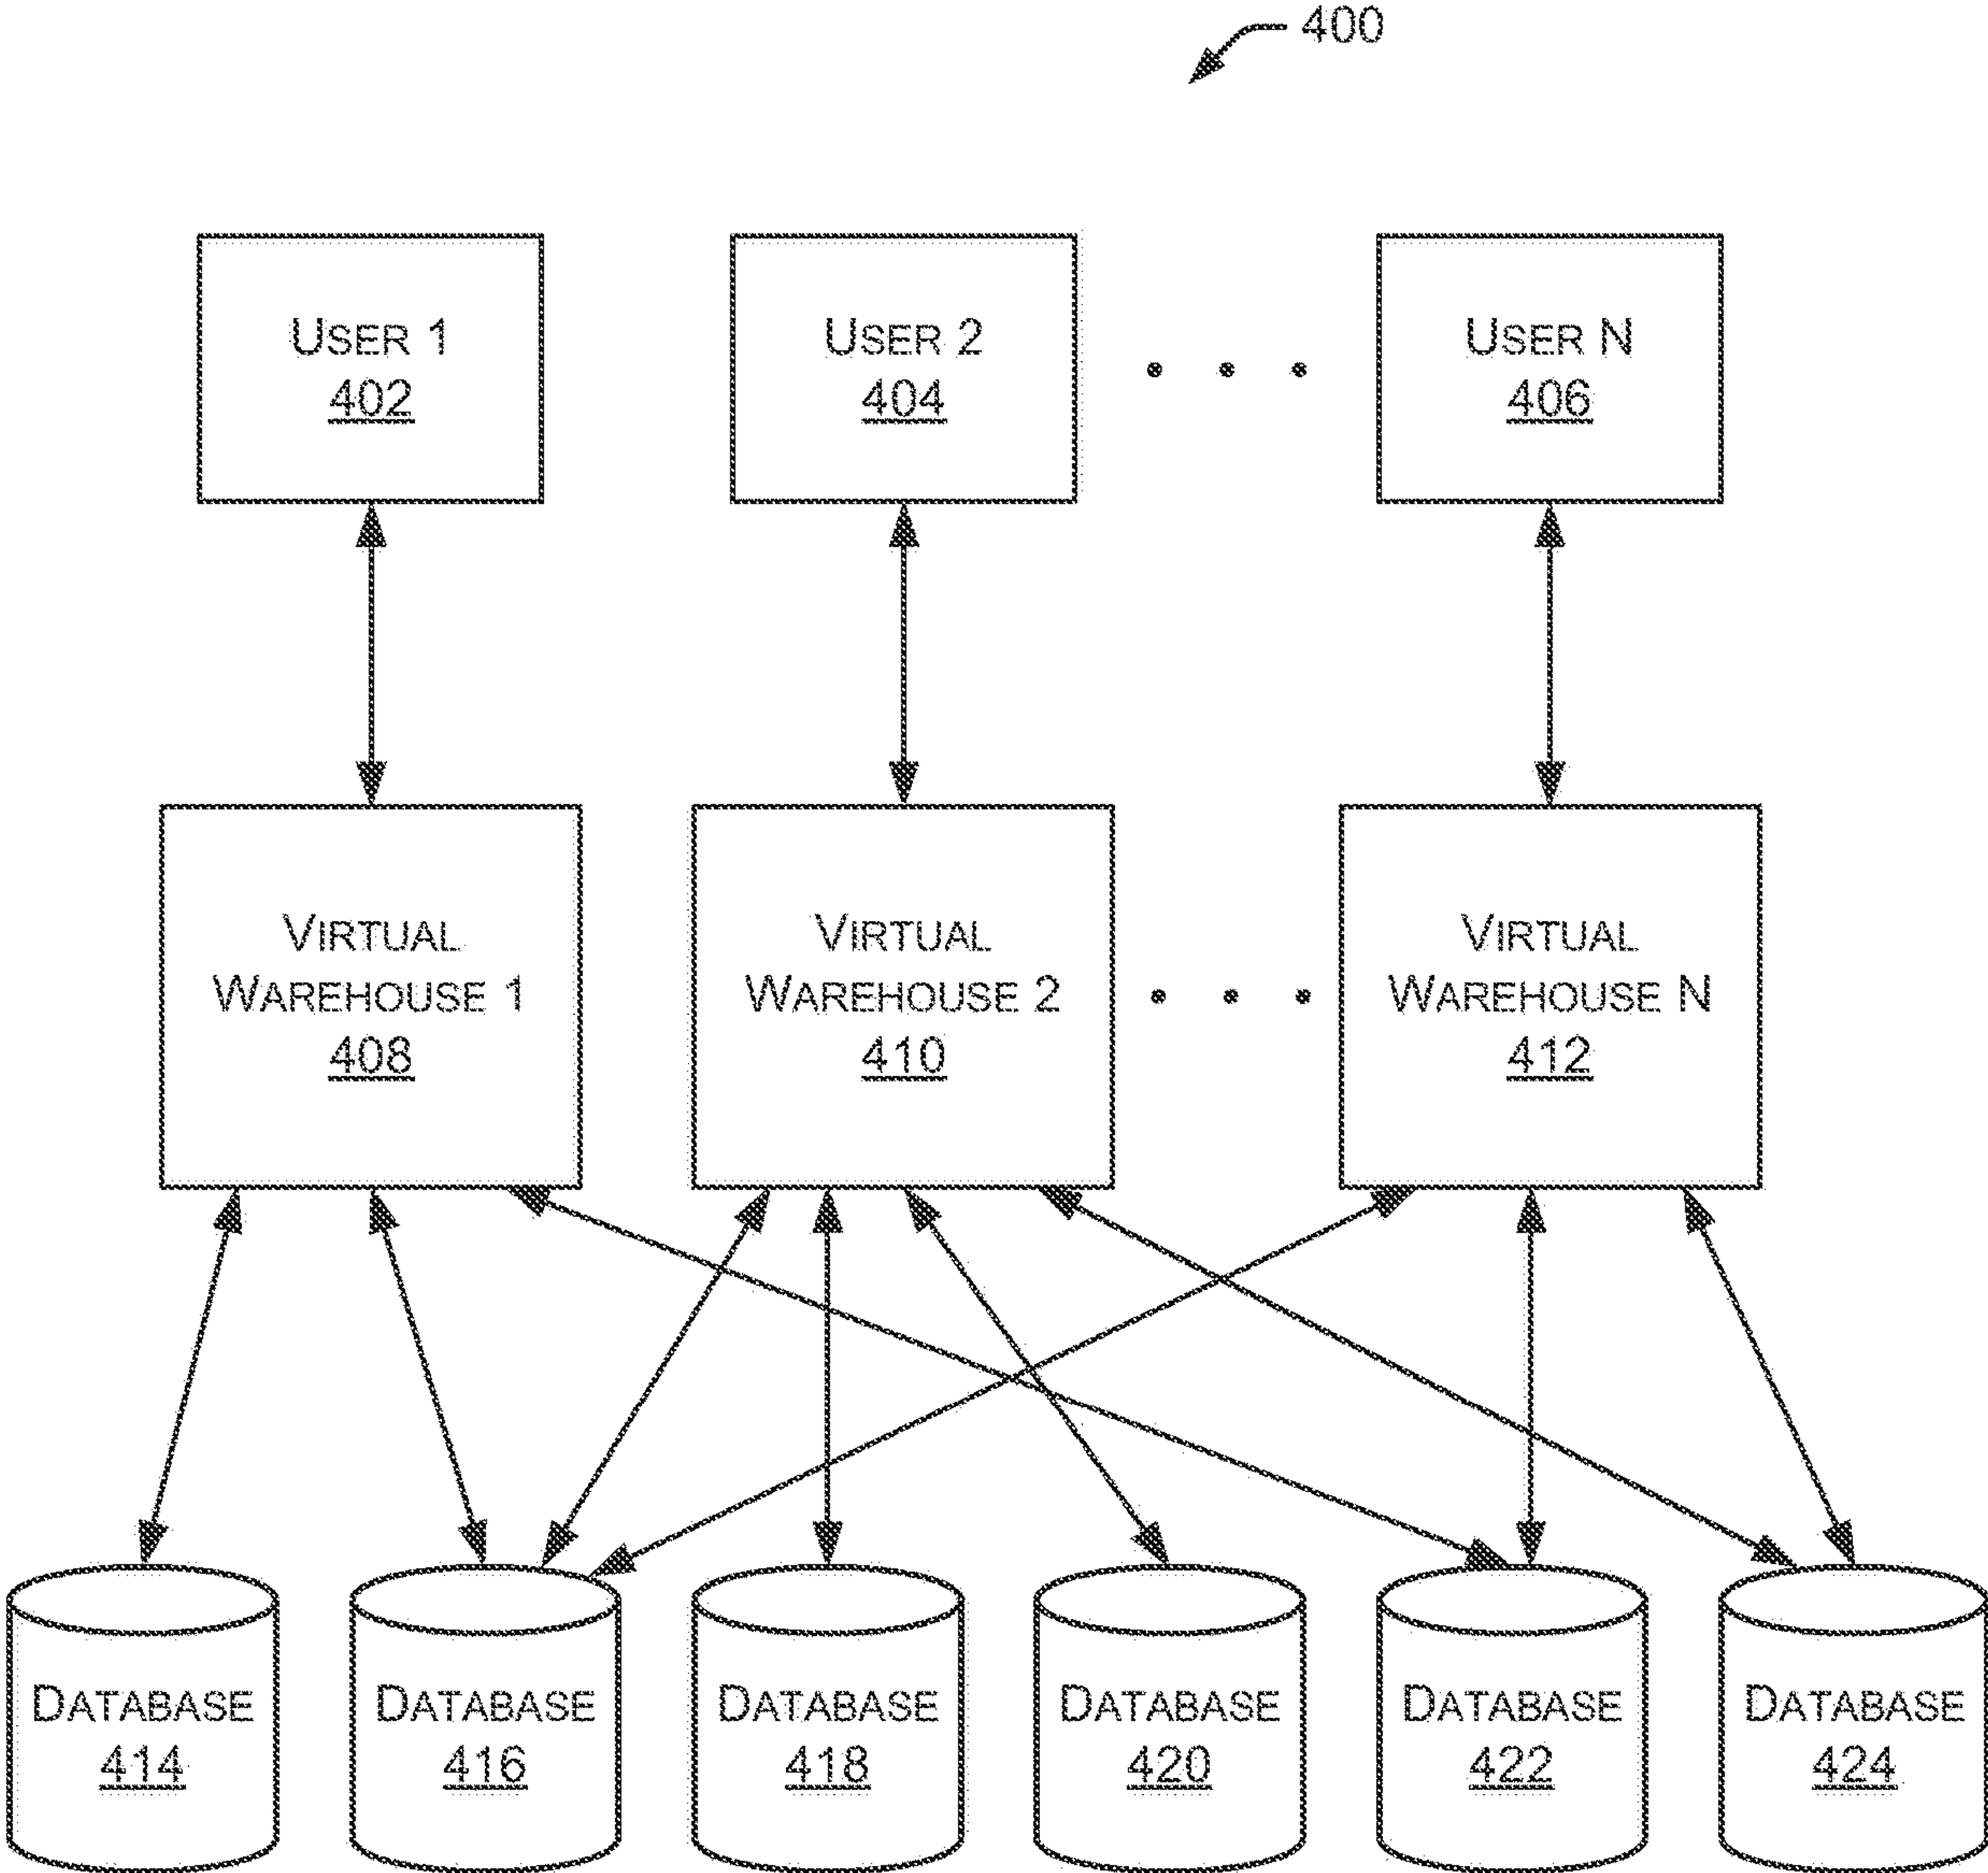 400
USER 1
402
USER 2
404
USER N
406
VIRTUAL
WAREHOUSE 1
408
VIRTUAL
WAREHOUSE 2
410
VIRTUAL
WAREHOUSE N
412
DATABASE
414
DATABASE
416
DATABASE
418
DATABASE
420
DATABASE
422
DATABASE
424